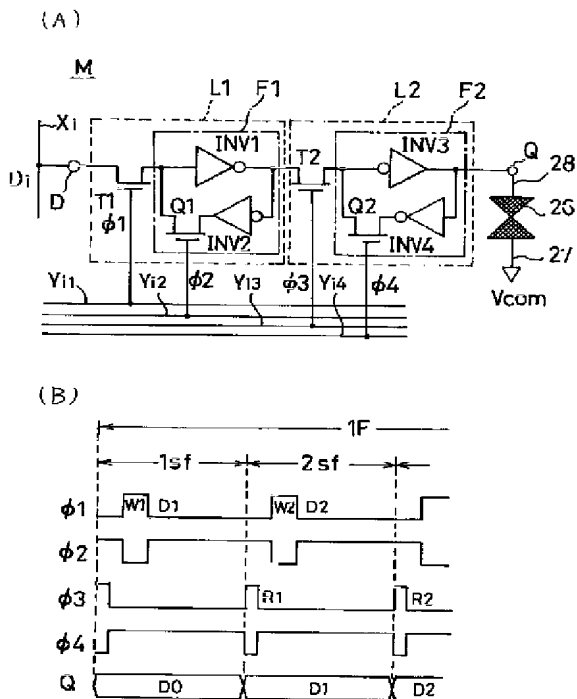 (A)
M
L1 F1 L2 F2
Xi
INV1 T2 INV3 Q
28
Di D T1 Q1 Q2 26
φ1 INV2 INV4 27
Yi1 Yi2 φ2 Yi3 φ3 Yi4 φ4 Vcom
(B)
1F
1sf 2sf
φ1 W1 D1 W2 D2
φ2
φ3 R1 R2
φ4
Q D0 D1 D2